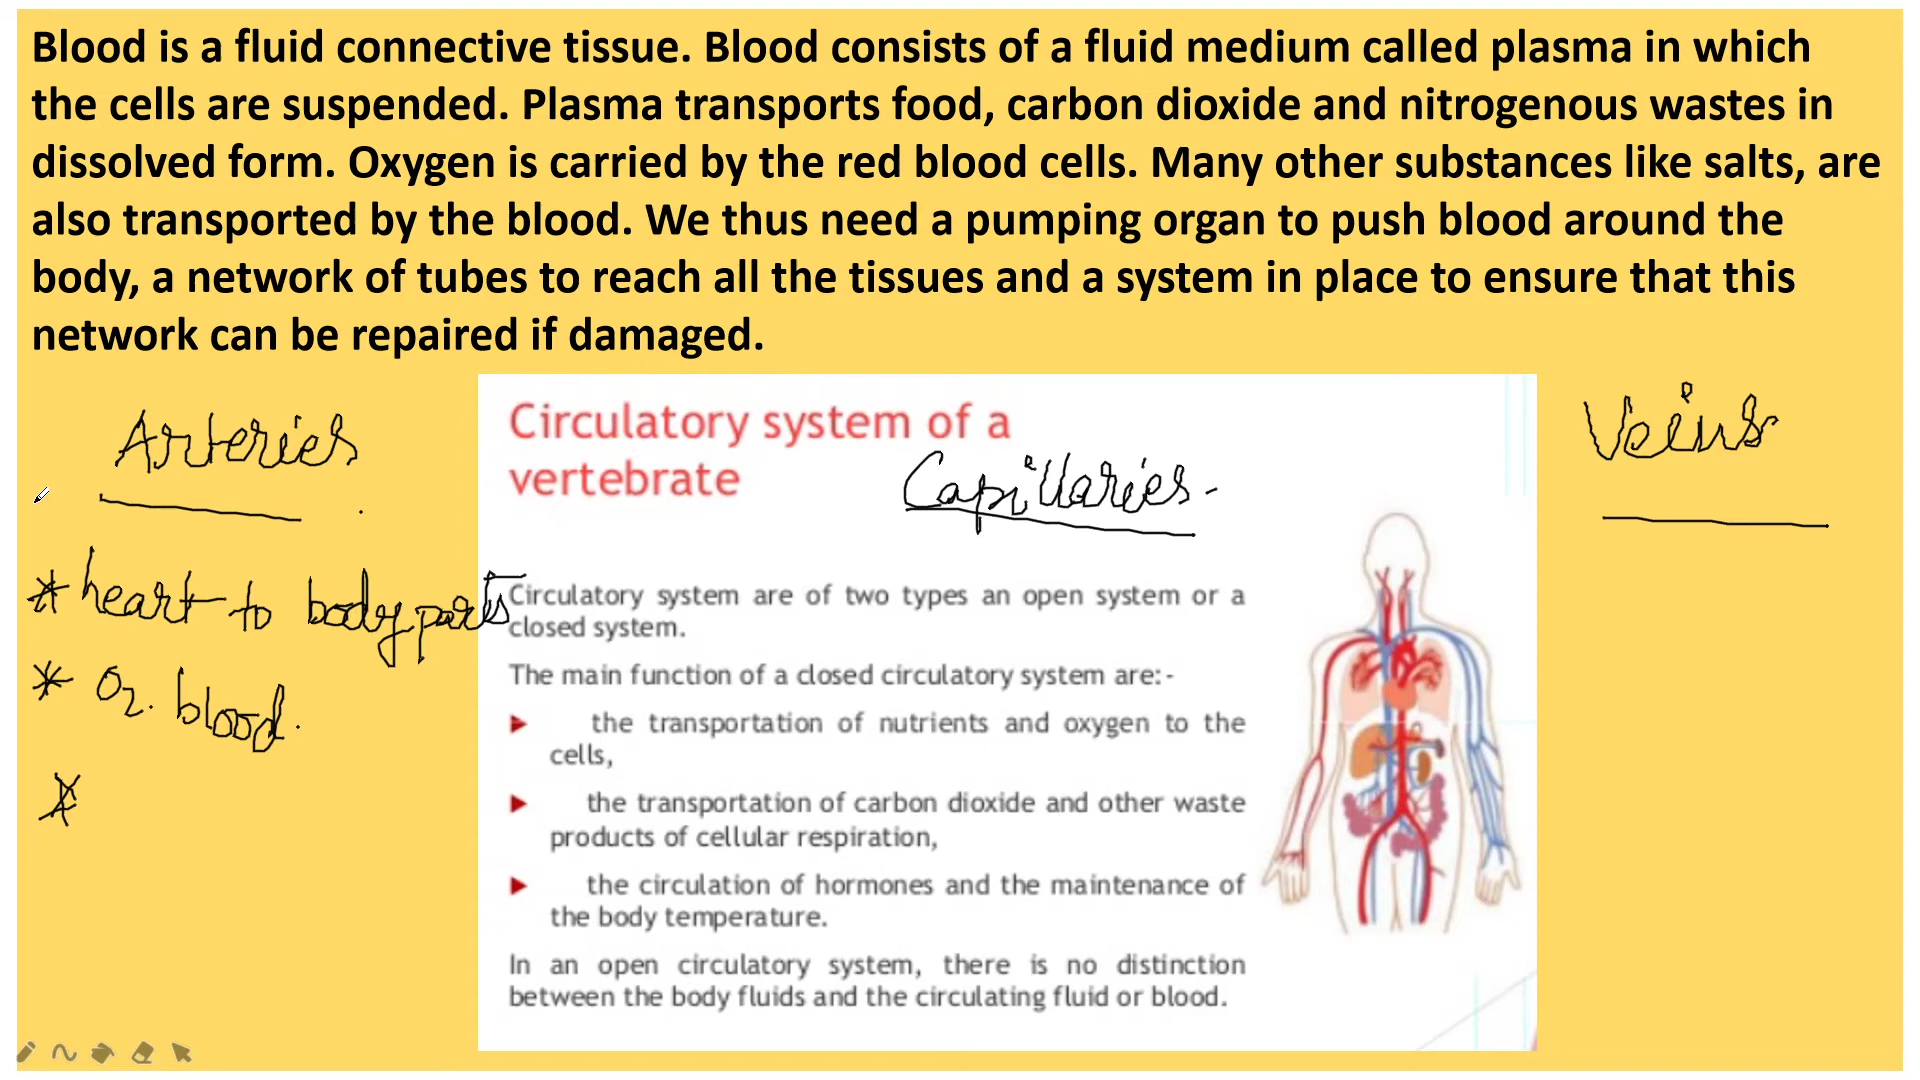 Blood is a fluid connective tissue. Blood consists of a fluid medium called plasma in which
the cells are suspended. Plasma transports food, carbon dioxide and nitrogenous wastes in
dissolved form. Oxygen is carried by the red blood cells. Many other substances like salts, are
also transported by the blood. We thus need a pumping organ to push blood around the
body, a network of tubes to reach all the tissues and a system in place to ensure that this
network can be repaired if damaged.
Arteries
* heart to body parts
* O2. blood.
*
Circulatory system of a
vertebrate
Capillaries -
Circulatory system are of two types an open system or a
closed system.
The main function of a closed circulatory system are:-
the transportation of nutrients and oxygen to the
cells,
the transportation of carbon dioxide and other waste
products of cellular respiration,
the circulation of hormones and the maintenance of
the body temperature.
In an open circulatory system, there is no distinction
between the body fluids and the circulating fluid or blood.
Veins